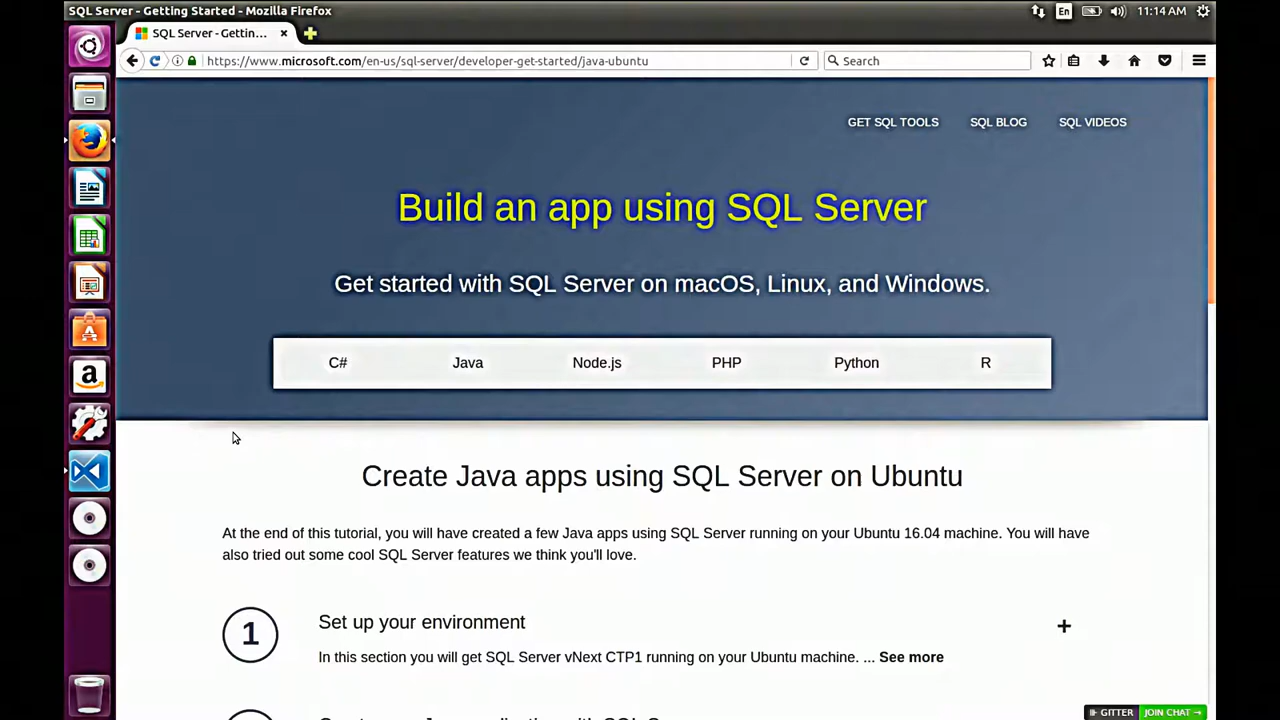 SQL Server - Getting Started - Mozilla Firefox
En
11:14 AM
SQL Server - Gettin...
https://www.microsoft.com/en-us/sql-server/developer-get-started/java-ubuntu
Search
GET SQL TOOLS SQL BLOG SQL VIDEOS
Build an app using SQL Server
Get started with SQL Server on macOS, Linux, and Windows.
C# Java Node.js PHP Python R
Create Java apps using SQL Server on Ubuntu
At the end of this tutorial, you will have created a few Java apps using SQL Server running on your Ubuntu 16.04 machine. You will have
also tried out some cool SQL Server features we think you'll love.
1 Set up your environment +
In this section you will get SQL Server vNext CTP1 running on your Ubuntu machine. ... See more
GITTER JOIN CHAT →